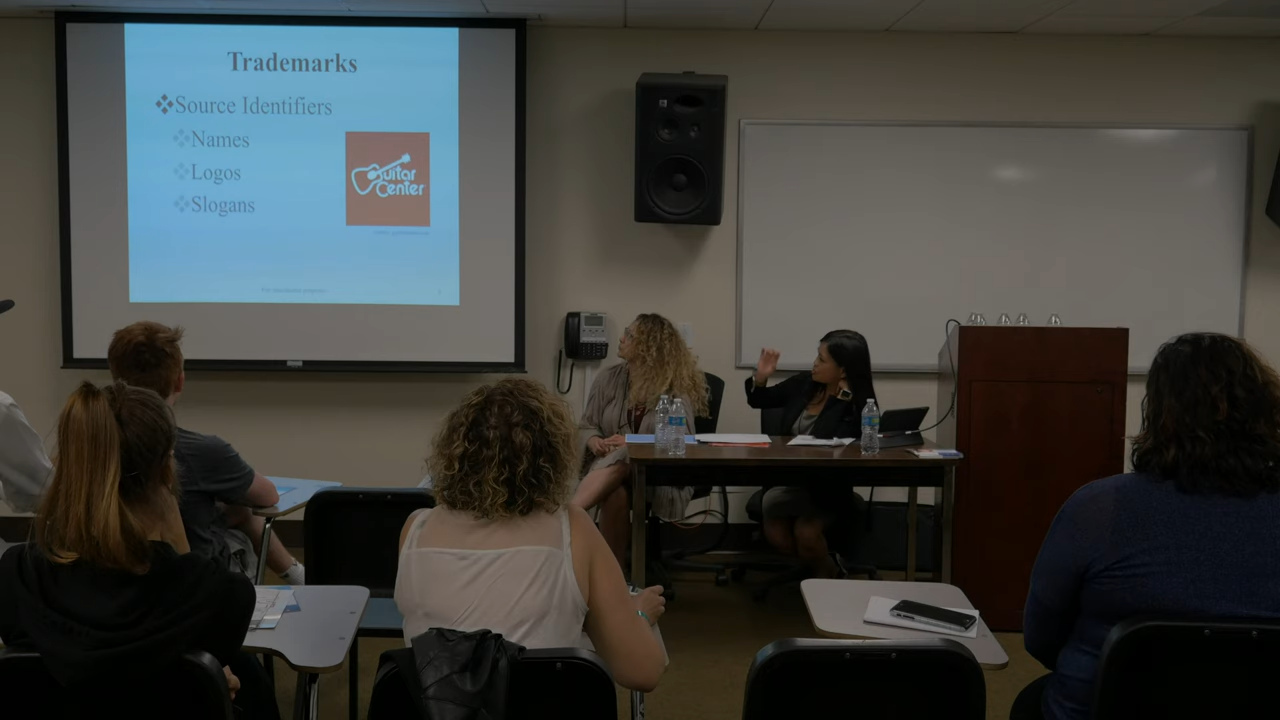 Trademarks
❖Source Identifiers
❖Names
❖Logos
❖Slogans
Guitar
Center